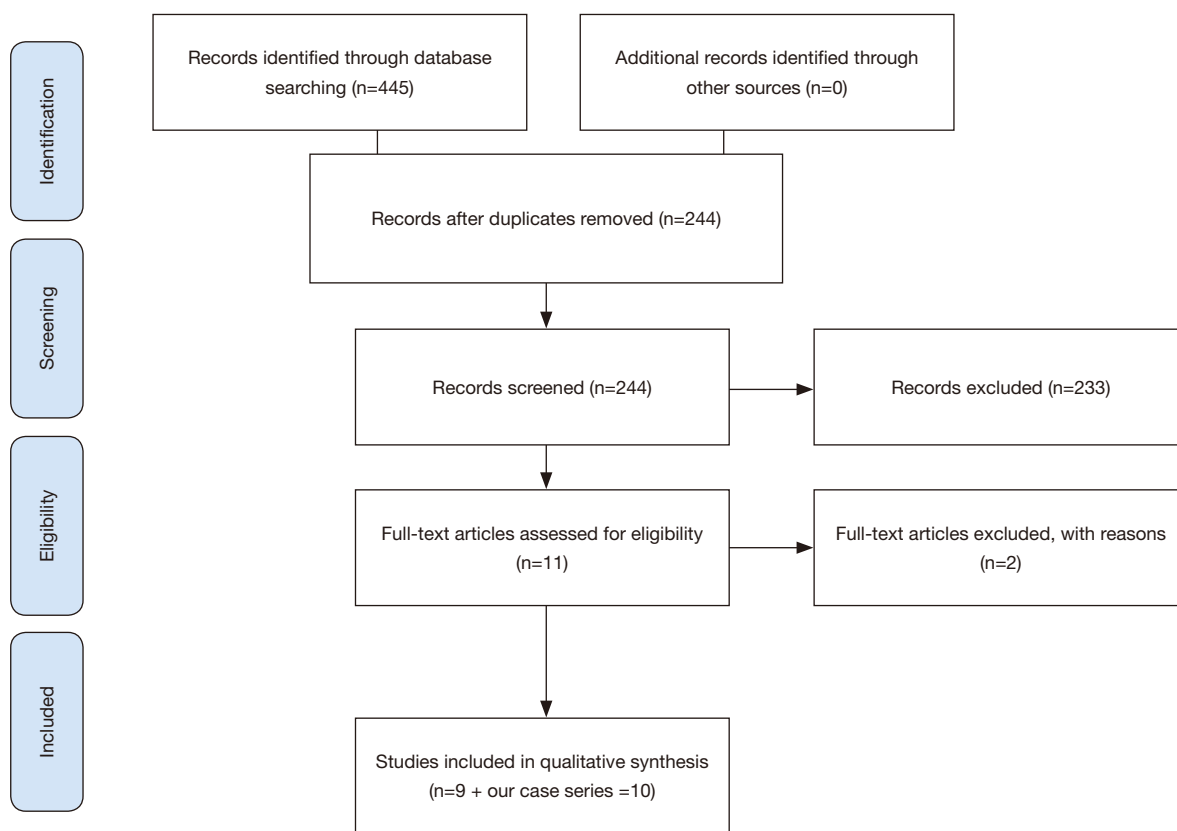 Identification
Records identified through database
searching (n=445)
Additional records identified through
other sources (n=0)
Records after duplicates removed (n=244)
Screening
Records screened (n=244)
Records excluded (n=233)
Eligibility
Full-text articles assessed for eligibility
(n=11)
Full-text articles excluded, with reasons
(n=2)
Included
Studies included in qualitative synthesis
(n=9 + our case series =10)